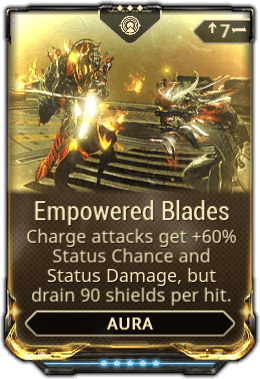 7
Empowered Blades
Charge attacks get +60%
Status Chance and
Status Damage, but
drain 90 shields per hit.
AURA